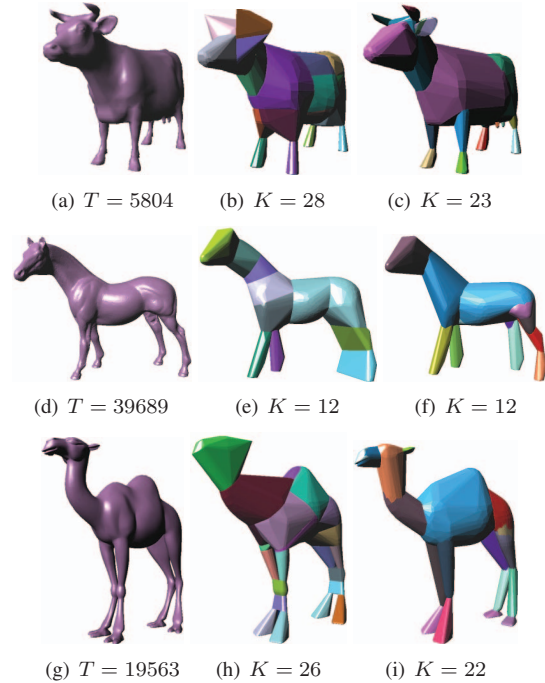 (a) T = 5804 (b) K = 28 (c) K = 23
(d) T = 39689 (e) K = 12 (f) K = 12
(g) T = 19563 (h) K = 26 (i) K = 22